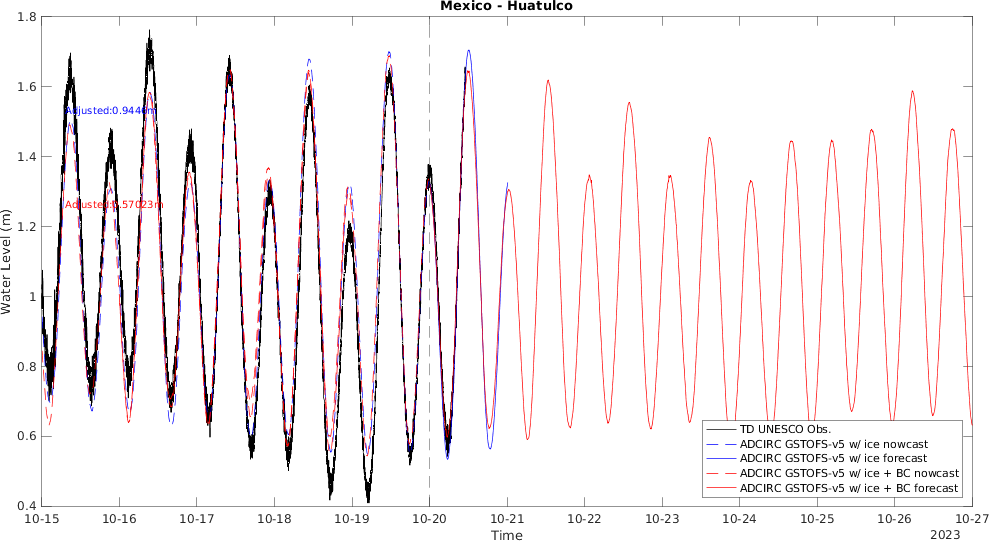 Mexico - Huatulco
Water Level (m)
1.8
1.6
1.4
1.2
1
0.8
0.6
0.4
Adjusted:0.9446m
TD UNESCO Obs.
ADCIRC GSTOFS-v5 w/ ice nowcast
ADCIRC GSTOFS-v5 w/ ice forecast
ADCIRC GSTOFS-v5 w/ ice + BC nowcast
ADCIRC GSTOFS-v5 w/ ice + BC forecast
10-15
10-16
10-17
10-18
10-19
10-20
10-21
10-22
10-23
10-24
10-25
10-26
10-27
Time
2023